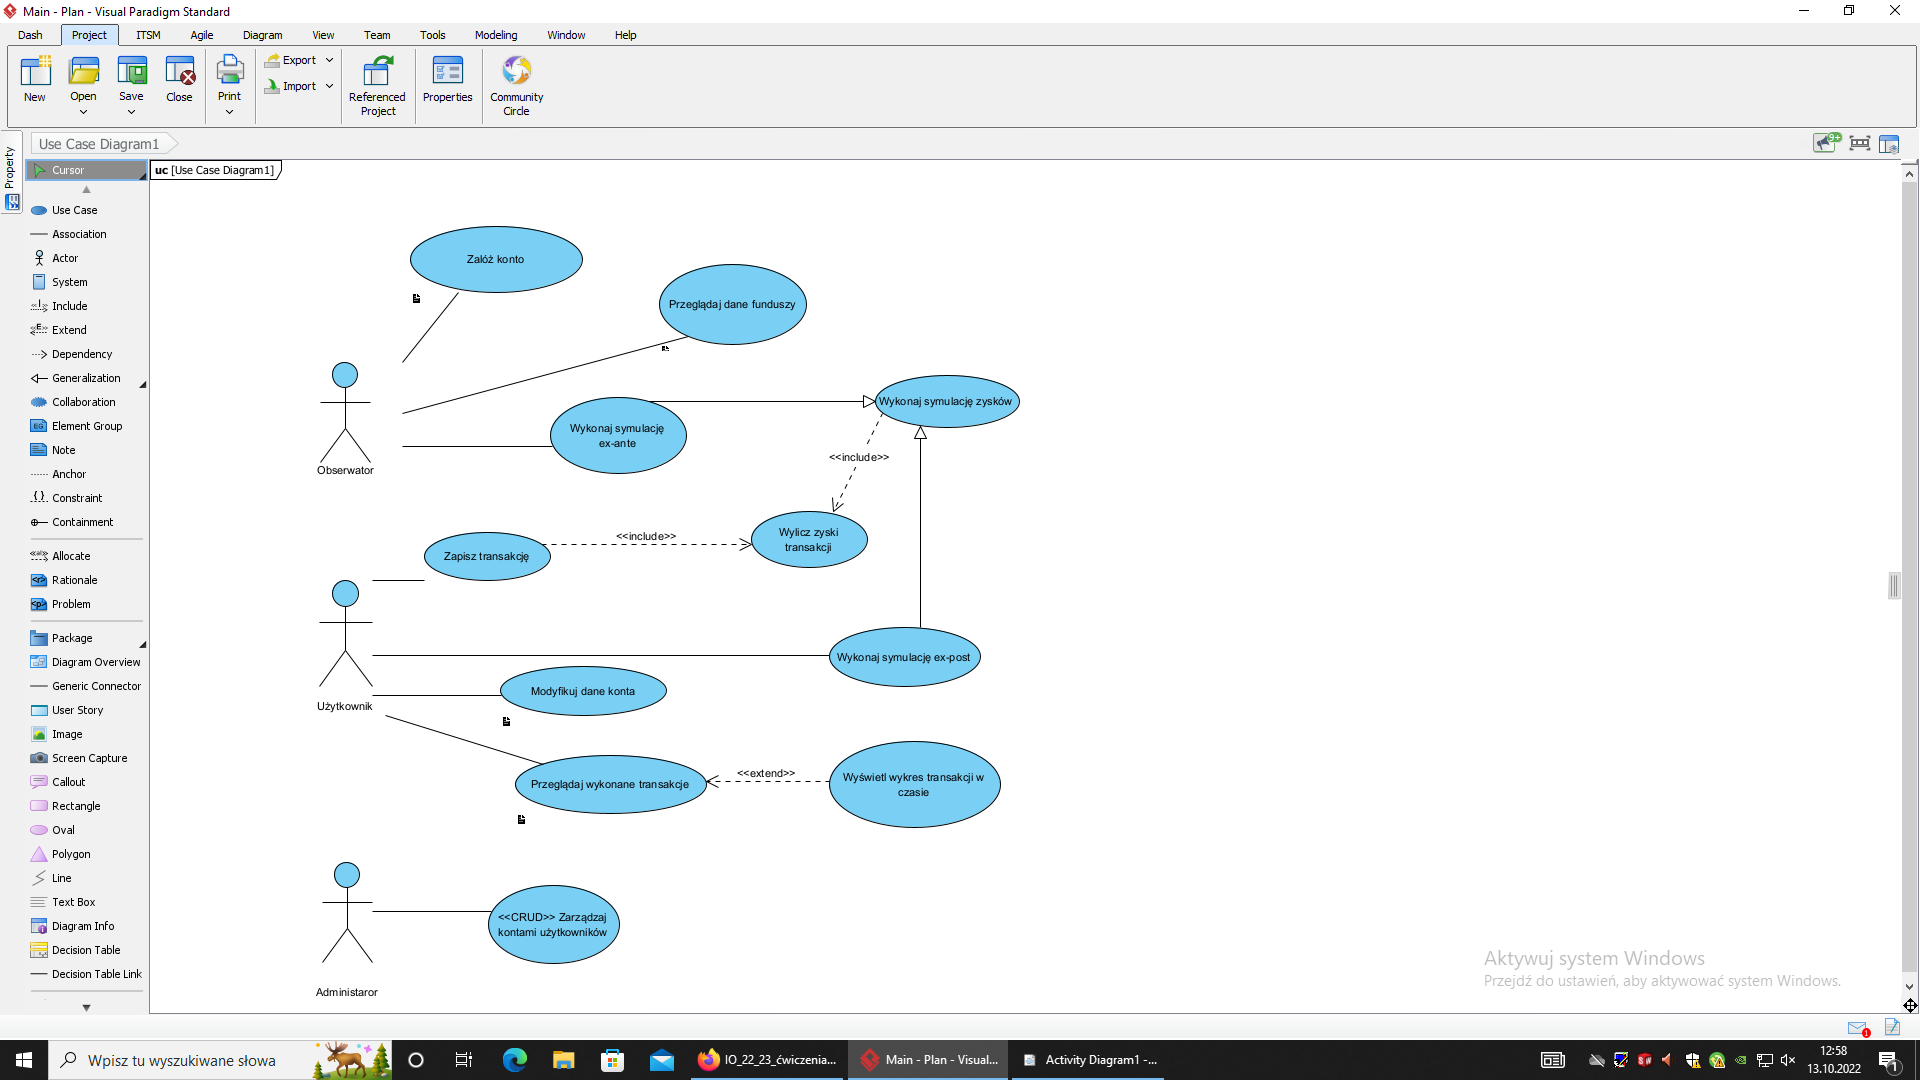 Main - Plan - Visual Paradigm Standard
Dash Project ITSM Agile Diagram View Team Tools Modeling Window Help
New Open Save Close Print Export Import Referenced Project Properties Community Circle
Property
Use Case Diagram1
9+
Cursor
uc [Use Case Diagram1]
Use Case
Association
Actor
System
Include
Extend
Dependency
Generalization
Collaboration
Element Group
Note
Anchor
Constraint
Containment
Allocate
Rationale
Problem
Package
Diagram Overview
Generic Connector
User Story
Image
Screen Capture
Callout
Rectangle
Oval
Polygon
Line
Text Box
Diagram Info
Decision Table
Decision Table Link
Zalóż konto
Przeglądaj dane funduszy
Wykonaj symulację zysków
Wykonaj symulację
ex-ante
<<include>>
Obserwator
Wylicz zyski
transakcji
<<include>>
Zapisz transakcję
Wykonaj symulację ex-post
Modyfikuj dane konta
Użytkownik
<<extend>>
Wyświetl wykres transakcji w
czasie
Przeglądaj wykonane transakcje
<<CRUD>> Zarządzaj
kontami użytkowników
Administaror
Aktywuj system Windows
Przejdź do ustawień, aby aktywować system Windows.
1
Wpisz tu wyszukiwane słowa
IO_22_23_ćwiczenia...
Main - Plan - Visual...
Activity Diagram1 -...
12:58
13.10.2022
1